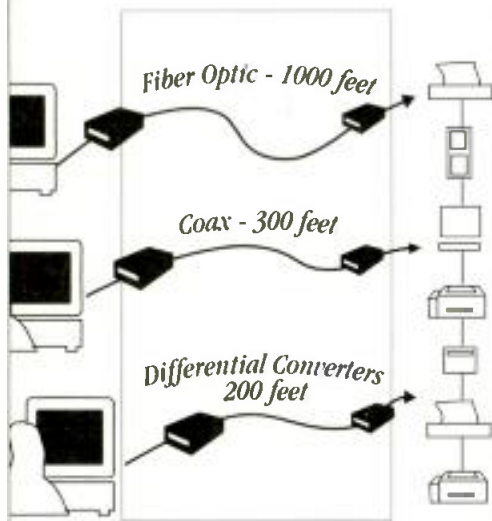 Fiber Optic - 1000 feet
Coax - 300 feet
Differential Converters
200 feet